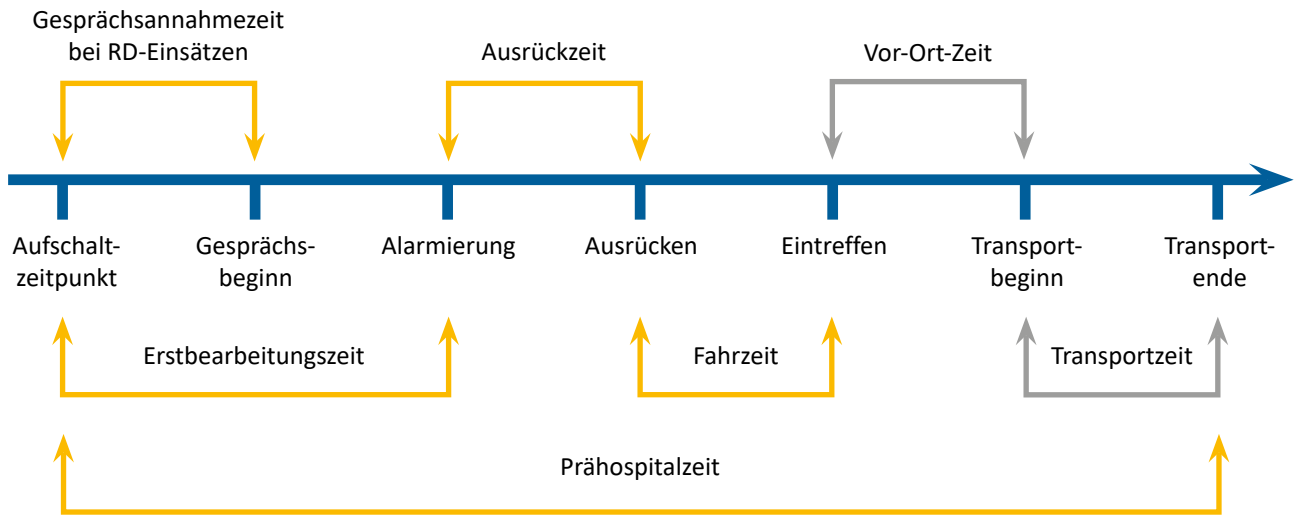 Gesprächsannahmezeit
bei RD-Einsätzen
Ausrückzeit
Vor-Ort-Zeit
Aufschalt-
zeitpunkt
Gesprächs-
beginn
Alarmierung
Ausrücken
Eintreffen
Transport-
beginn
Transport-
ende
Erstbearbeitungszeit
Fahrzeit
Transportzeit
Prähospitalzeit